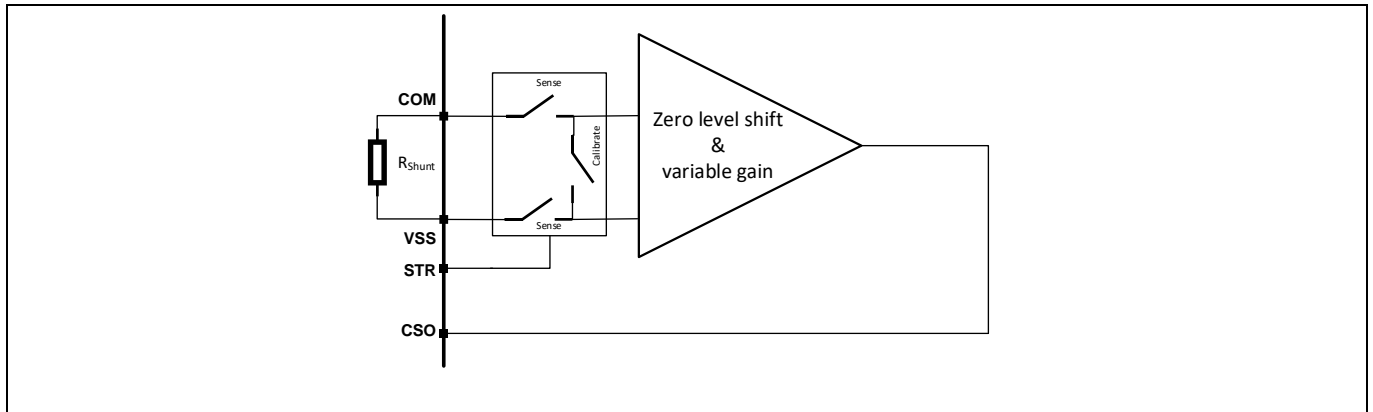 Sense
COM
Zero level shift
&
variable gain
Calibrate
RShunt
Sense
VSS
STR
CSO